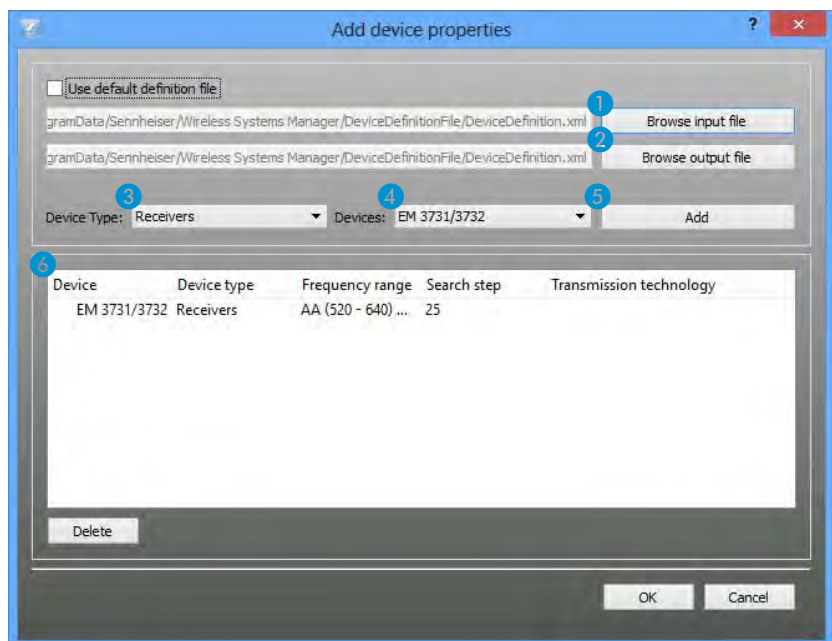 Add device properties
?
×
Use default definition file
1
gramData/Sennheiser/Wireless Systems Manager/DeviceDefinitionFile/DeviceDefinition.xml
Browse input file
2
gramData/Sennheiser/Wireless Systems Manager/DeviceDefinitionFile/DeviceDefinition.xml
Browse output file
3
4
5
Device Type: Receivers
Devices: EM 3731/3732
Add
6
Device Device type Frequency range Search step Transmission technology
EM 3731/3732 Receivers AA (520 - 640) ... 25
Delete
OK
Cancel